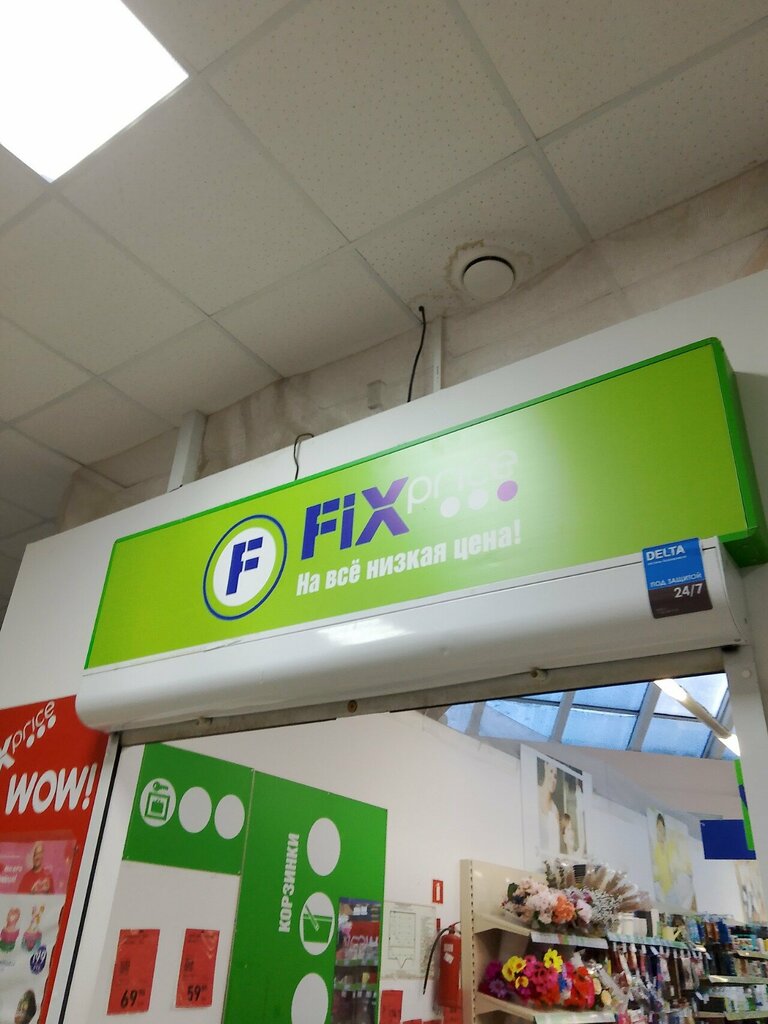 F
FiX price
На всё низкая цена!
DELTA
ПОД ЗАЩИТОЙ
24/7
X price
WOW!
КОРЗИНКИ
69
59